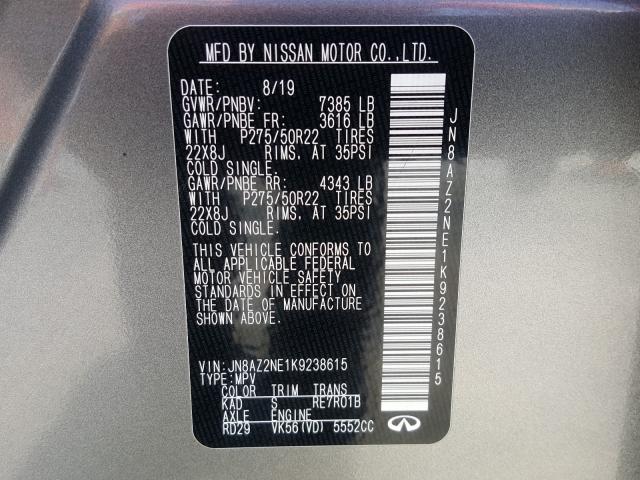 MFD BY NISSAN MOTOR CO.,LTD.
DATE: 8/19
GVWR/PNBV: 7385 LB
GAWR/PNBE FR: 3616 LB
WITH P275/50R22 TIRES
22X8J RIMS. AT 35PSI
COLD SINGLE.
GAWR/PNBE RR: 4343 LB
WITH P275/50R22 TIRES
22X8J RIMS. AT 35PSI
COLD SINGLE.
THIS VEHICLE CONFORMS TO
ALL APPLICABLE FEDERAL
MOTOR VEHICLE SAFETY
STANDARDS IN EFFECT ON
THE DATE OF MANUFACTURE
SHOWN ABOVE.
VIN:JN8AZ2NE1K9238615
TYPE:MPV
COLOR TRIM TRANS
KAD S RE7R01B
AXLE ENGINE
RD29 VK56(VD) 5552CC
JN8AZ2NE1K9238615